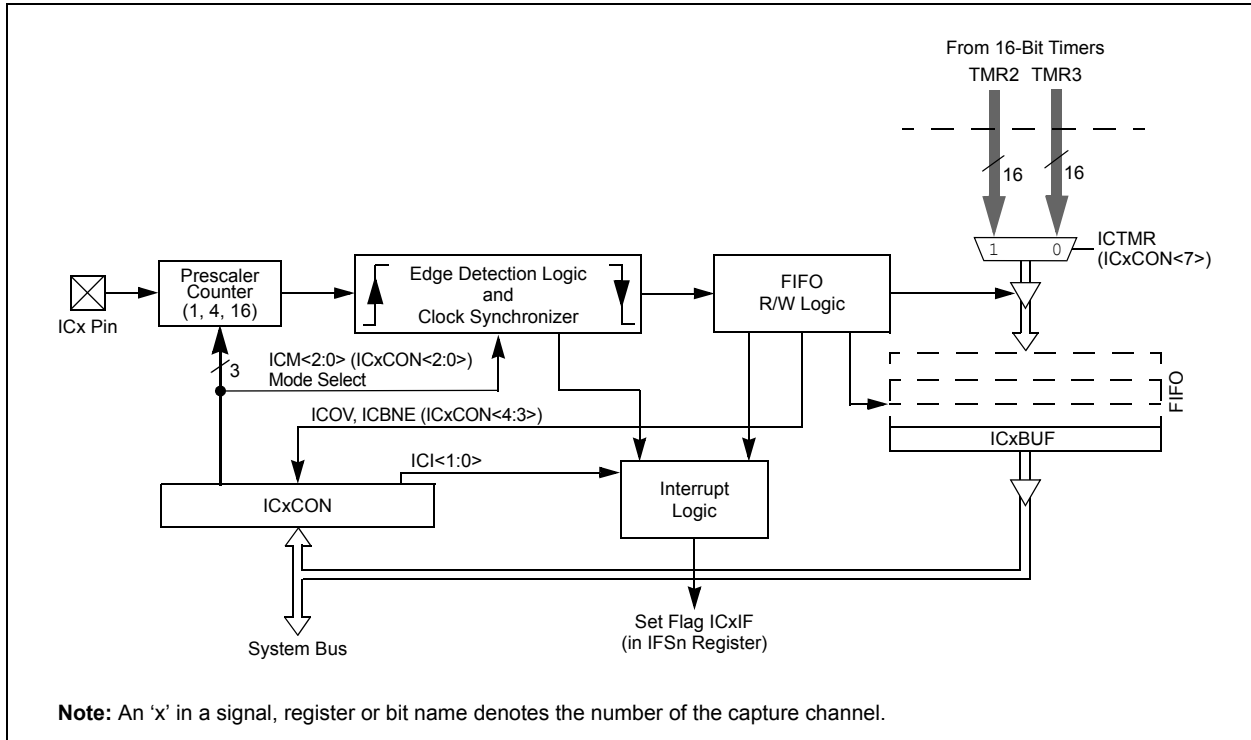 From 16-Bit Timers
TMR2 TMR3
16 16
1 0
ICTMR
(ICxCON<7>)
ICx Pin
Prescaler
Counter
(1, 4, 16)
Edge Detection Logic
and
Clock Synchronizer
FIFO
R/W Logic
3
ICM<2:0> (ICxCON<2:0>)
Mode Select
FIFO
ICOV, ICBNE (ICxCON<4:3>)
ICxBUF
ICI<1:0>
ICxCON
Interrupt
Logic
System Bus
Set Flag ICxIF
(in IFSn Register)
Note: An ‘x’ in a signal, register or bit name denotes the number of the capture channel.